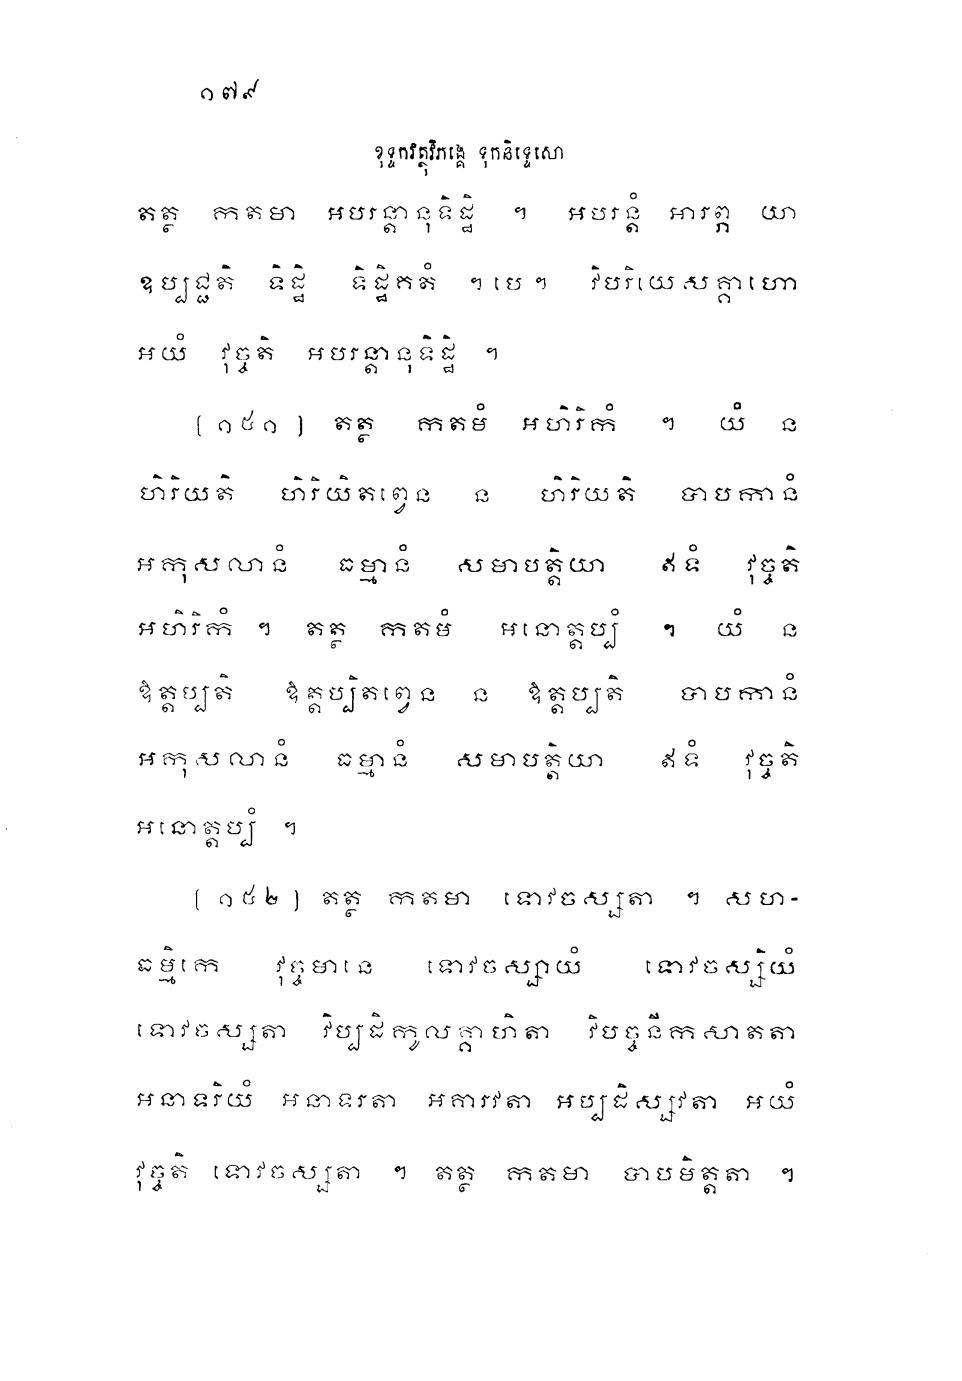 ១៧៩
ខុទ្ទកវត្ថុវិភង្គេ ទុកនិទ្ទេសោ
តត្ថ កតមា អបរន្តានុទិដ្ឋិ ។ អបរន្តំ អារព្ភ យា
ឧប្បជ្ជតិ ទិដ្ឋិ ទិដ្ឋិគតំ ។ បេ ។ វិបរិយេសគ្គាហោ
អយំ វុច្ចតិ អបរន្តានុទិដ្ឋិ ។
[ ១៥១ ] តត្ថ កតមំ អហិរិកំ ។ យំ ន
ហិរិយតិ ហិរិយិតព្វេន ន ហិរិយតិ បាបកានំ
អកុសលានំ ធម្មានំ សមាបត្តិយា ឥទំ វុច្ចតិ
អហិរិកំ ។ តត្ថ កតមំ អនោត្តប្បំ ។ យំ ន
ឱត្តប្បតិ ឱត្តប្បិតព្វេន ន ឱត្តប្បតិ បាបកានំ
អកុសលានំ ធម្មានំ សមាបត្តិយា ឥទំ វុច្ចតិ
អនោត្តប្បំ ។
[ ១៥២ ] តត្ថ កតមា ទោវចស្សតា ។ សហ-
ធម្មិកេ វុច្ចមានេ ទោវចស្សាយំ ទោវចស្សិយំ
ទោវចស្សតា វិប្បដិកូលគ្គាហិតា វិបច្ចនីកសាតតា
អនាទរិយំ អនាទរតា អគារវតា អប្បដិស្សវតា អយំ
វុច្ចតិ ទោវចស្សតា ។ តត្ថ កតមា បាបមិត្តតា ។